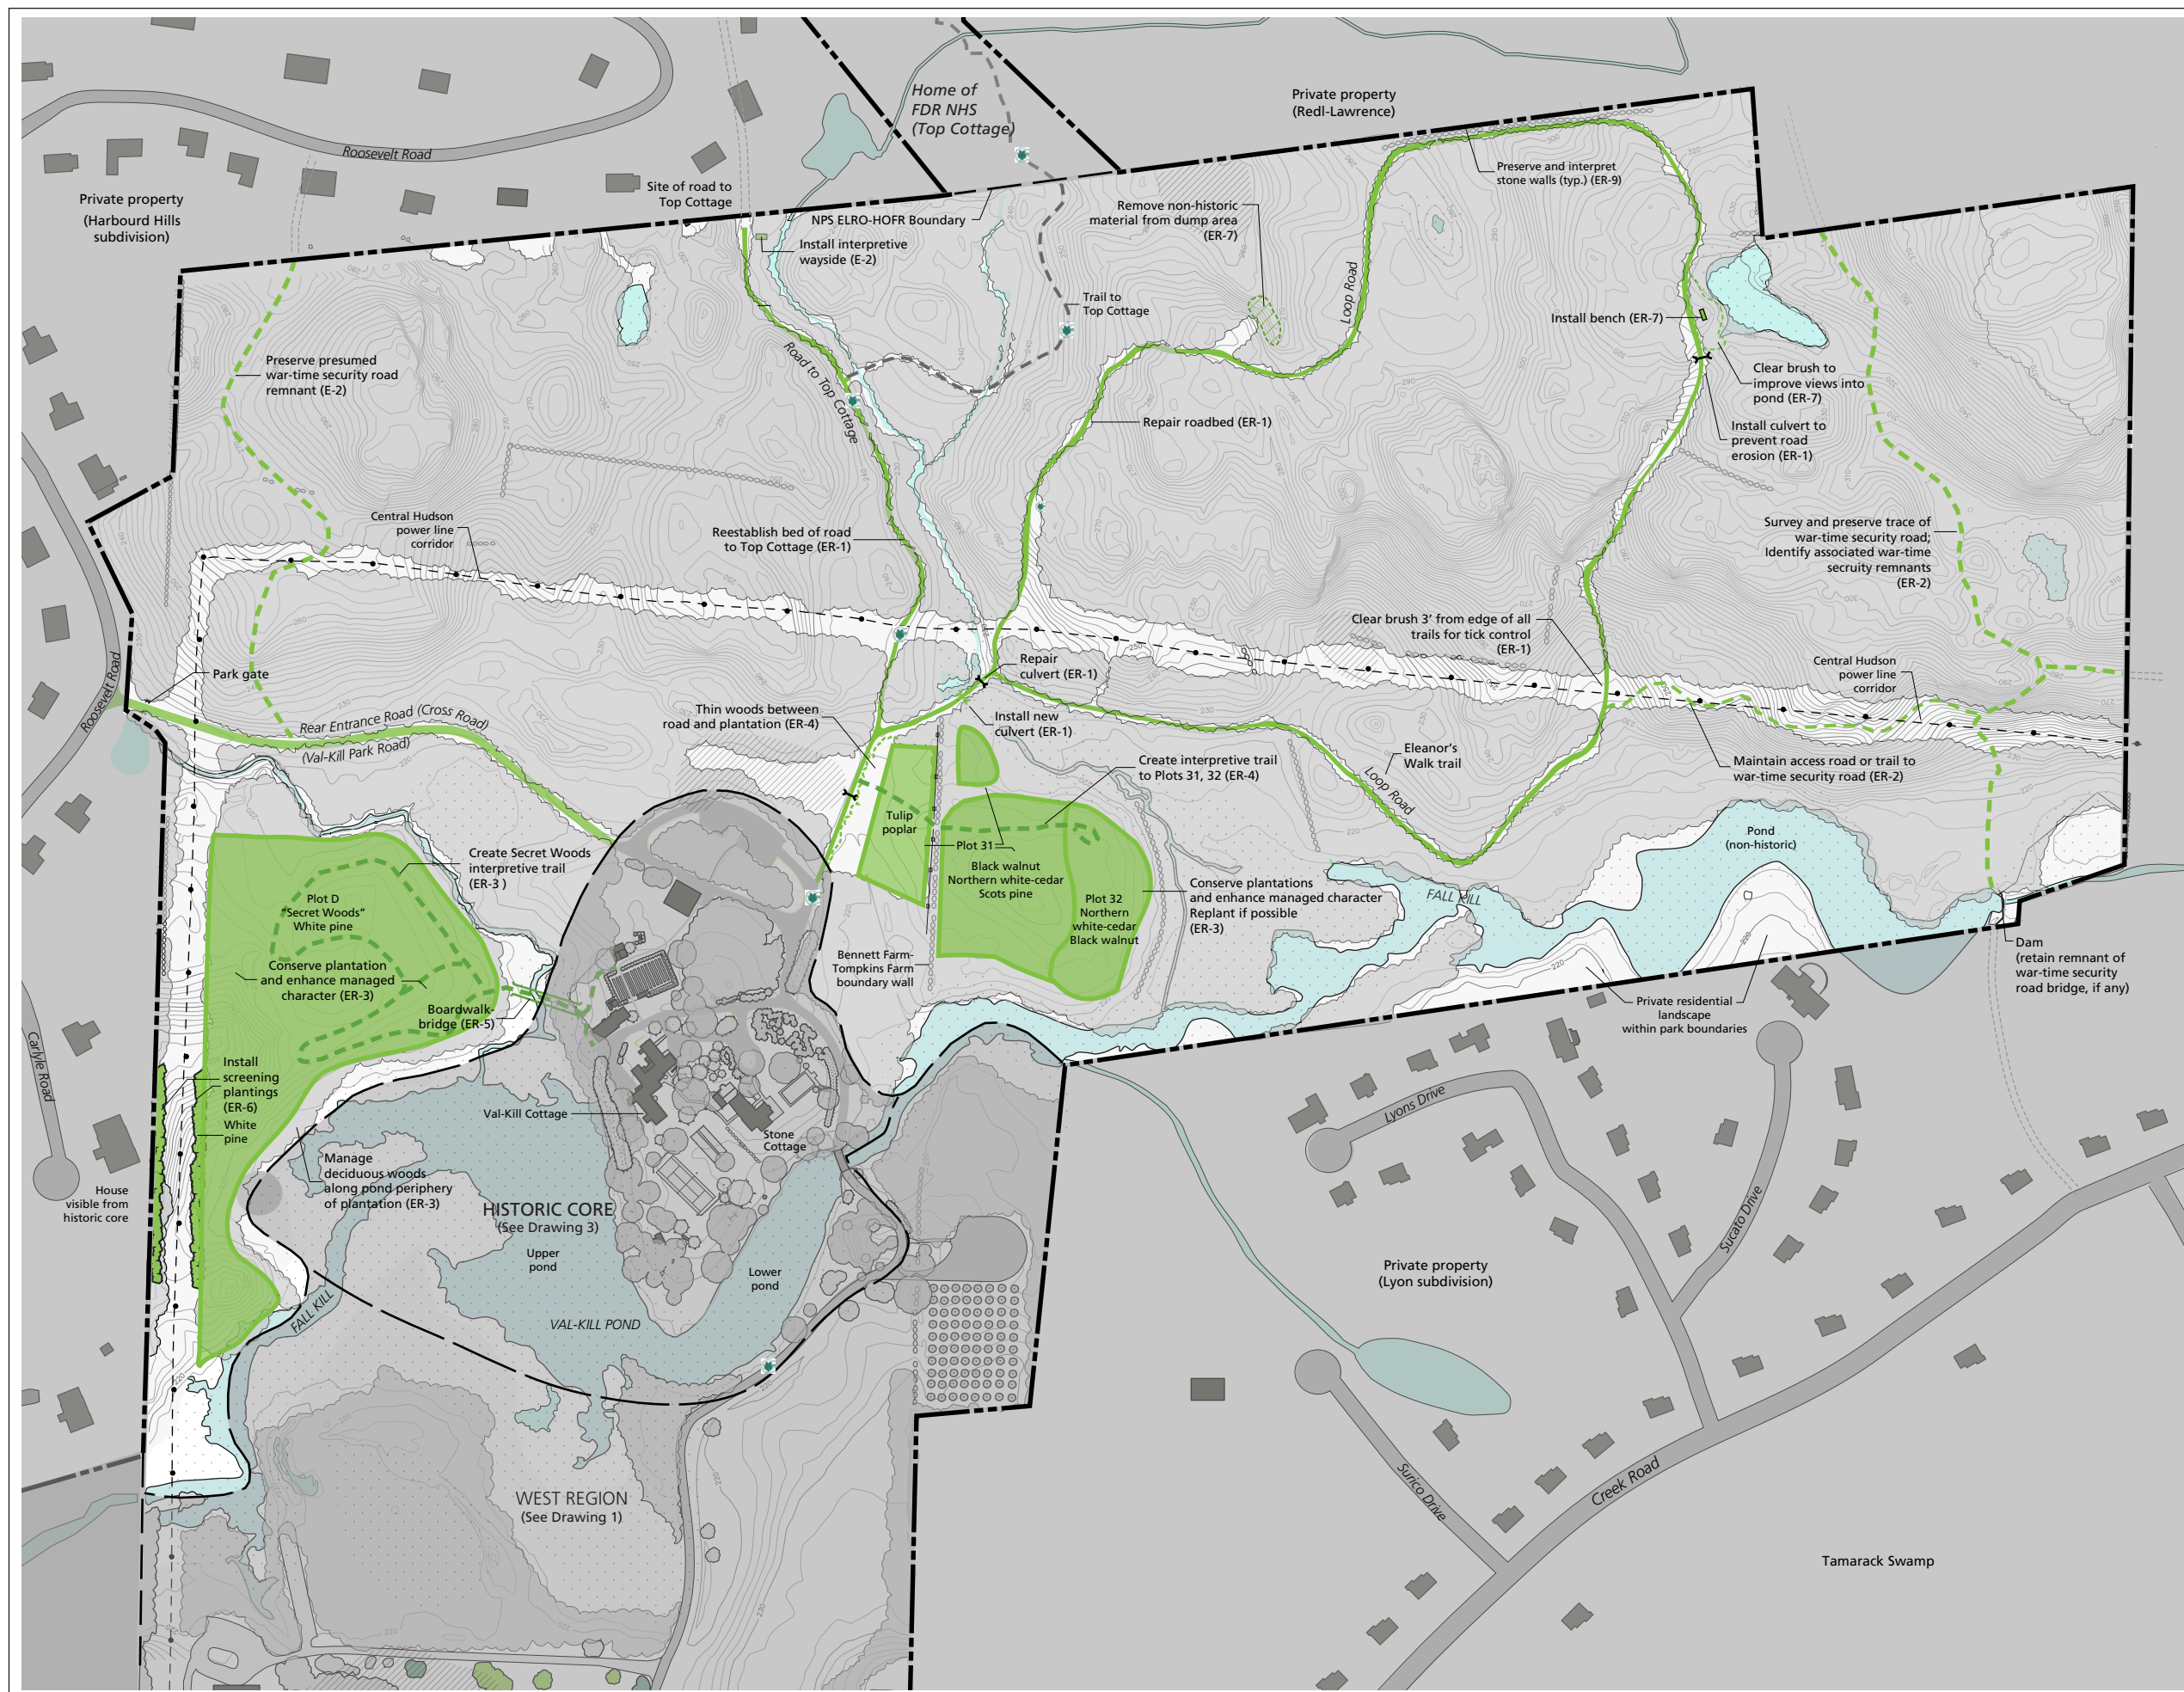 Home of
FDR NHS
(Top Cottage)
Private property
(Redl-Lawrence)
Roosevelt Road
Private property
(Harbourd Hills
subdivision)
Site of road to
Top Cottage
NPS ELRO-HOFR Boundary
Install interpretive
wayside (E-2)
Remove non-historic
material from dump area
(ER-7)
Preserve and interpret
stone walls (typ.) (ER-9)
Loop Road
Trail to
Top Cottage
Install bench (ER-7)
Preserve presumed
war-time security road
remnant (E-2)
Road to Top Cottage
Clear brush to
improve views into
pond (ER-7)
Repair roadbed (ER-1)
Install culvert to
prevent road
erosion (ER-1)
Central Hudson
power line
corridor
Reestablish bed of road
to Top Cottage (ER-1)
Survey and preserve trace of
war-time security road;
Identify associated war-time
secruity remnants
(ER-2)
Clear brush 3' from edge of all
trails for tick control
(ER-1)
Roosevelt Road
Park gate
Repair
culvert (ER-1)
Central Hudson
power line
corridor
Rear Entrance Road (Cross Road)
(Val-Kill Park Road)
Thin woods between
road and plantation (ER-4)
Install new
culvert (ER-1)
Create interpretive trail
to Plots 31, 32 (ER-4)
Eleanor's
Walk trail
Loop Road
Maintain access road or trail to
war-time security road (ER-2)
Tulip
poplar
Plot 31
Black walnut
Northern white-cedar
Scots pine
Pond
(non-historic)
Create Secret Woods
interpretive trail
(ER-3 )
Plot D
"Secret Woods"
White pine
Plot 32
Northern
white-cedar
Black walnut
Conserve plantations
and enhance managed character
Replant if possible
(ER-3)
FALL KILL
Conserve plantation
and enhance managed
character (ER-3)
Boardwalk-
bridge (ER-5)
Bennett Farm-
Tompkins Farm
boundary wall
Dam
(retain remnant of
war-time security
road bridge, if any)
Private residential
landscape
within park boundaries
Carlyle Road
Install
screening
plantings
(ER-6)
White
pine
Val-Kill Cottage
Stone
Cottage
Lyons Drive
Manage
deciduous woods
along pond periphery
of plantation (ER-3)
House
visible from
historic core
HISTORIC CORE
(See Drawing 3)
Upper
pond
Lower
pond
Sucato Drive
Private property
(Lyon subdivision)
FALL KILL
VAL-KILL POND
WEST REGION
(See Drawing 1)
Surico Drive
Creek Road
Tamarack Swamp